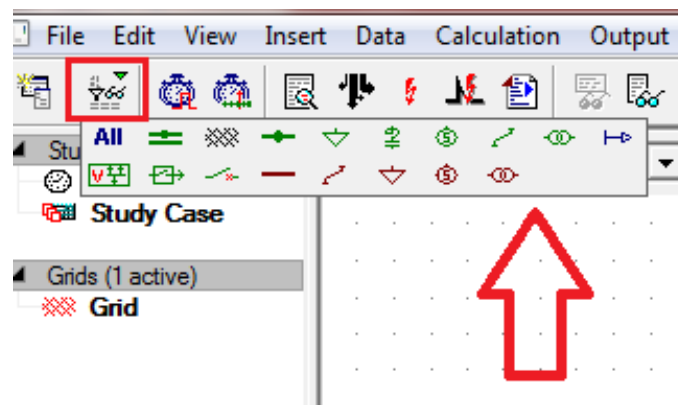 File Edit View Insert Data Calculation Output
All
Stu
Study Case
Grids (1 active)
Grid